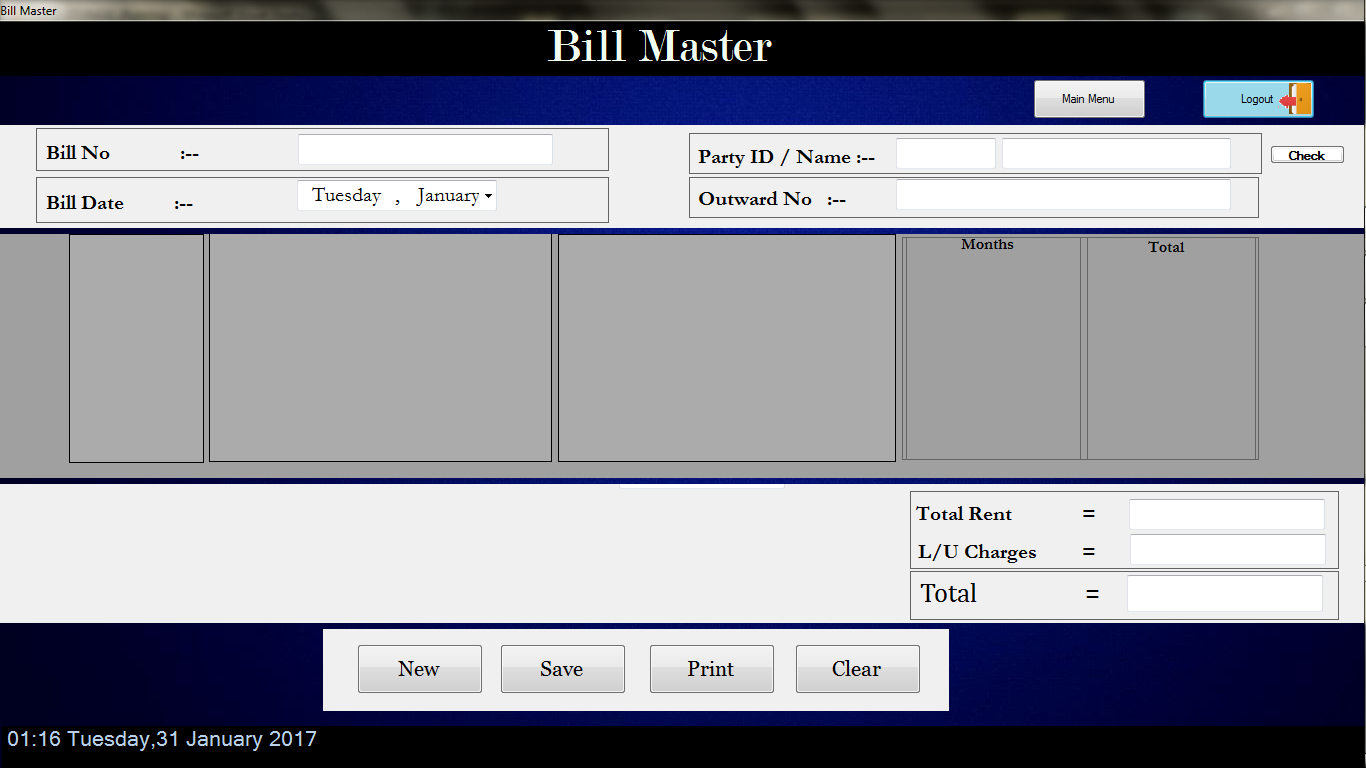 Bill Master
Bill Master
Main Menu
Logout
Bill No :--
Party ID / Name :--
Check
Bill Date :--
Tuesday , January
Outward No :--
Months
Total
Total Rent =
L/U Charges =
Total =
New
Save
Print
Clear
01:16 Tuesday,31 January 2017